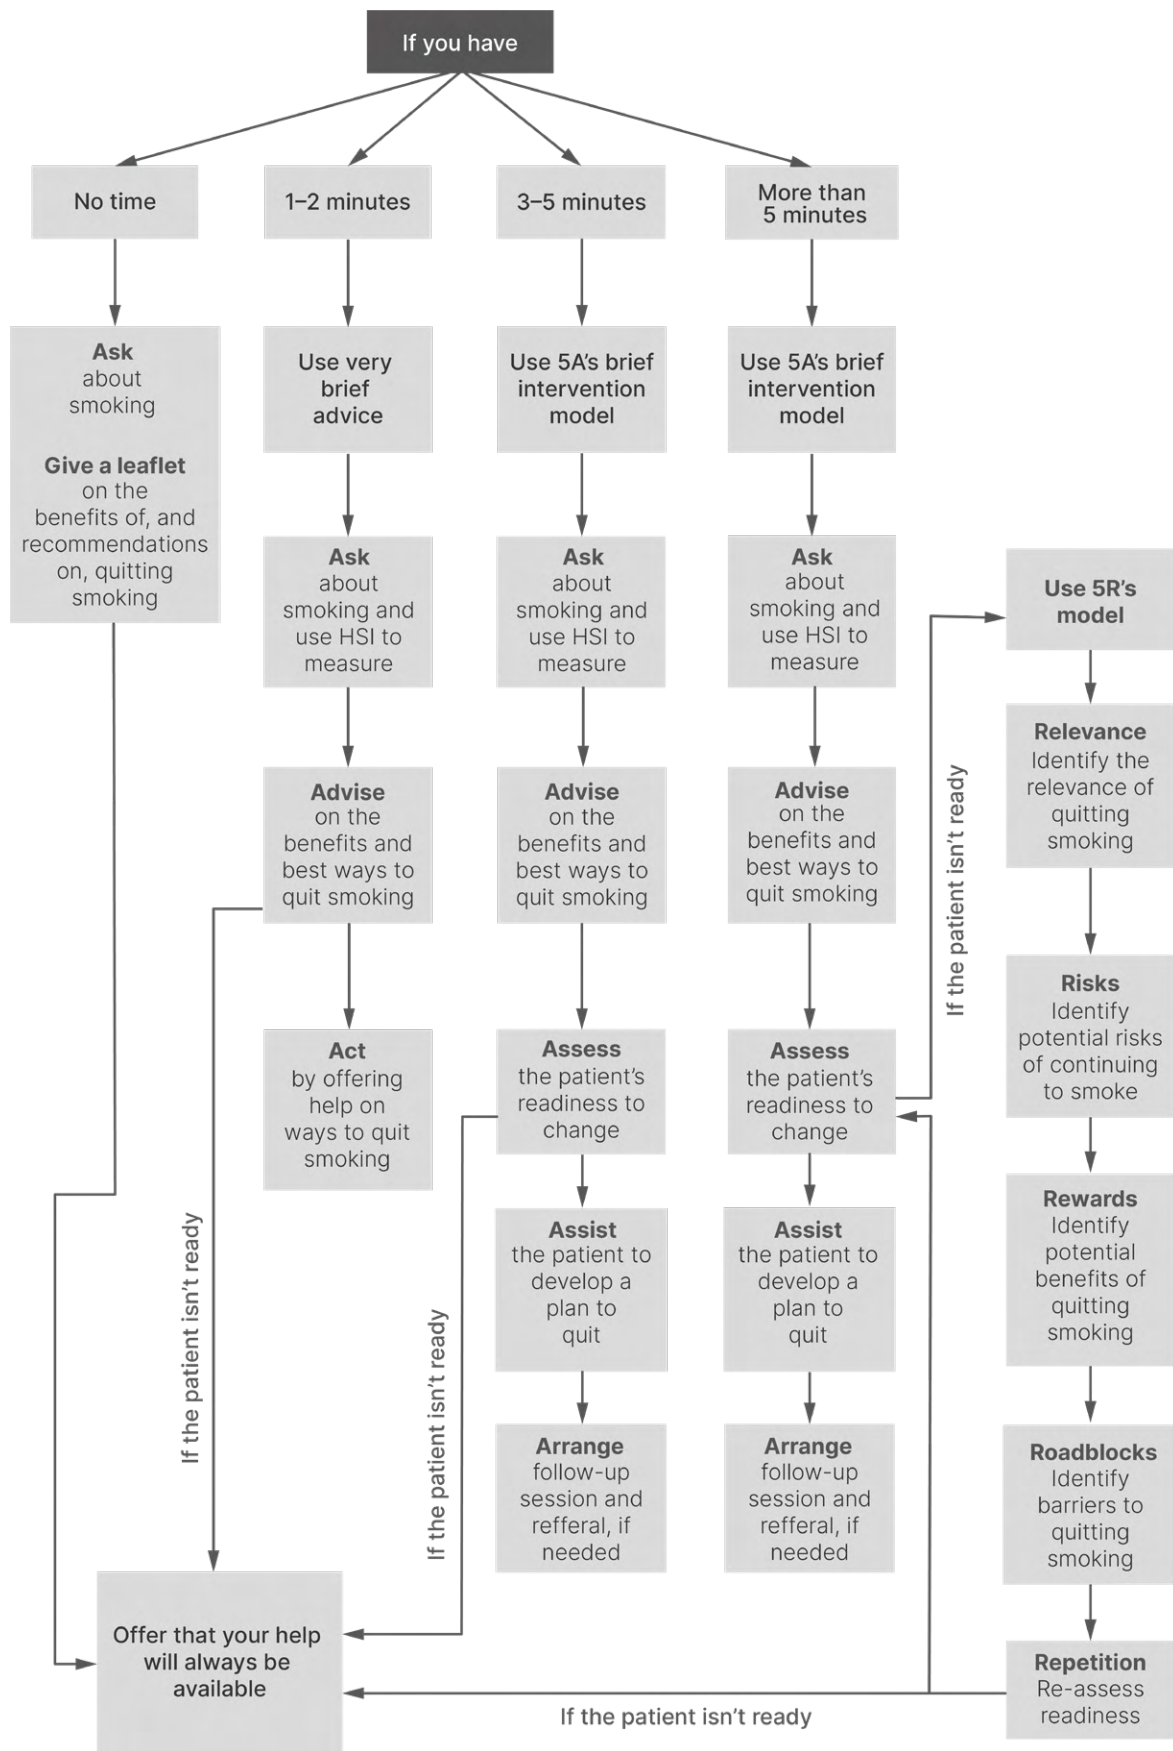 If you have
No time
1–2 minutes
3–5 minutes
More than
5 minutes
Ask
about
smoking
Give a leaflet
on the
benefits of, and
recommendations
on, quitting
smoking
Use very
brief
advice
Ask
about
smoking and
use HSI to
measure
Advise
on the
benefits and
best ways to
quit smoking
Act
by offering
help on
ways to quit
smoking
If the patient isn't ready
Use 5A's brief
intervention
model
Ask
about
smoking and
use HSI to
measure
Advise
on the
benefits and
best ways to
quit smoking
Assess
the patient's
readiness to
change
Assist
the patient to
develop a
plan to
quit
Arrange
follow-up
session and
refferal, if
needed
If the patient isn't ready
Use 5A's brief
intervention
model
Ask
about
smoking and
use HSI to
measure
Advise
on the
benefits and
best ways to
quit smoking
Assess
the patient's
readiness to
change
Assist
the patient to
develop a
plan to
quit
Arrange
follow-up
session and
refferal, if
needed
If the patient isn't ready
Use 5R's
model
Relevance
Identify the
relevance of
quitting
smoking
Risks
Identify
potential risks
of continuing
to smoke
Rewards
Identify
potential
benefits of
quitting
smoking
Roadblocks
Identify
barriers to
quitting
smoking
Repetition
Re-assess
readiness
If the patient isn't ready
Offer that your help
will always be
available